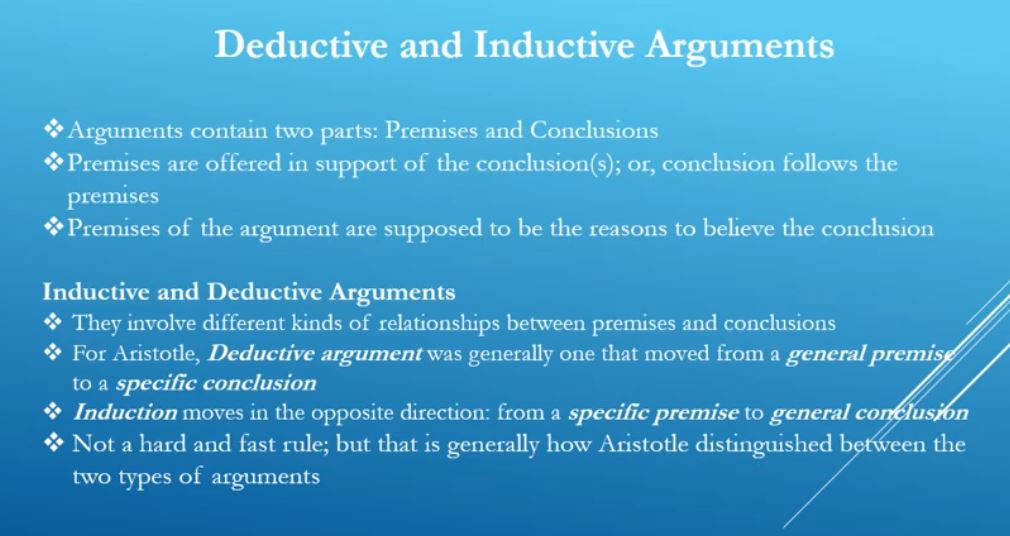 Deductive and Inductive Arguments
❖Arguments contain two parts: Premises and Conclusions
❖Premises are offered in support of the conclusion(s); or, conclusion follows the
premises
❖Premises of the argument are supposed to be the reasons to believe the conclusion
Inductive and Deductive Arguments
❖ They involve different kinds of relationships between premises and conclusions
❖ For Aristotle, Deductive argument was generally one that moved from a general premise
to a specific conclusion
❖ Induction moves in the opposite direction: from a specific premise to general conclusion
❖ Not a hard and fast rule; but that is generally how Aristotle distinguished between the
two types of arguments